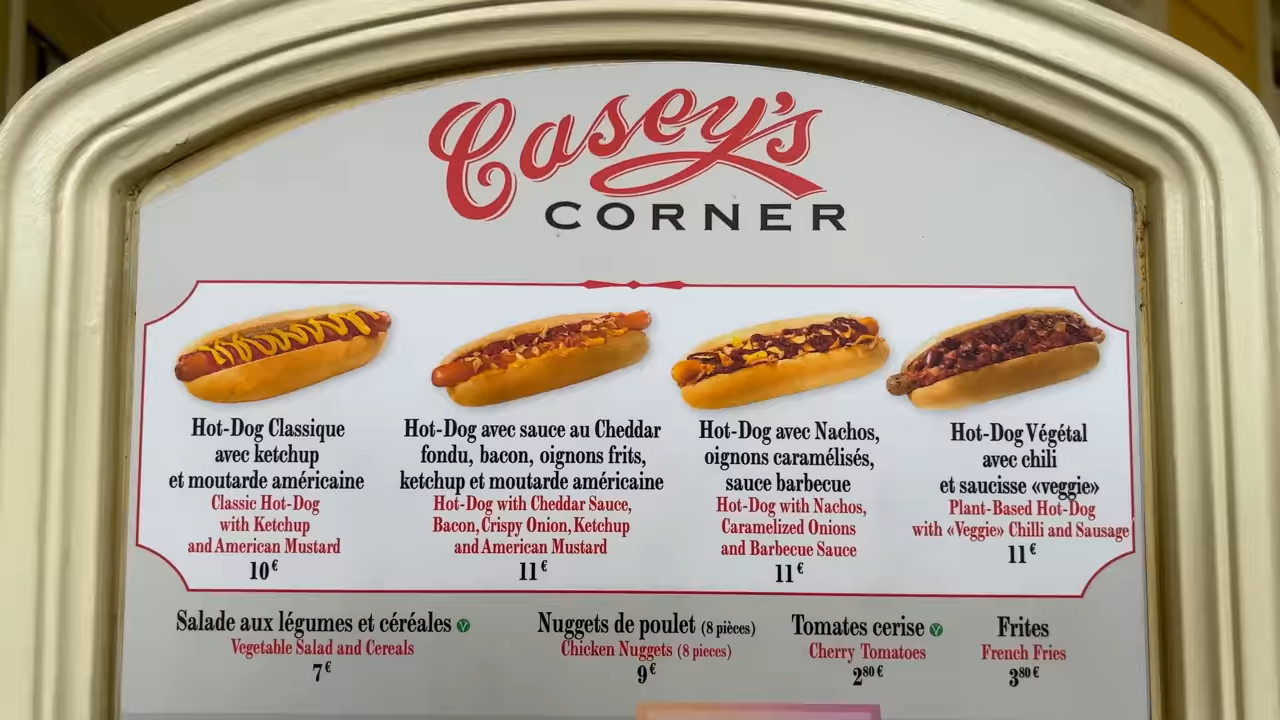 Casey's
CORNER
Hot-Dog Classique
avec ketchup
et moutarde américaine
Classic Hot-Dog
with Ketchup
and American Mustard
10€
Hot-Dog avec sauce au Cheddar
fondu, bacon, oignons frits,
ketchup et moutarde américaine
Hot-Dog with Cheddar Sauce,
Bacon, Crispy Onion, Ketchup
and American Mustard
11€
Hot-Dog avec Nachos,
oignons caramélisés,
sauce barbecue
Hot-Dog with Nachos,
Caramelized Onions
and Barbecue Sauce
11€
Hot-Dog Végétal
avec chili
et saucisse «veggie»
Plant-Based Hot-Dog
with «Veggie» Chilli and Sausage
11€
Salade aux légumes et céréales V
Vegetable Salad and Cereals
7€
Nuggets de poulet (8 pièces)
Chicken Nuggets (8 pieces)
9€
Tomates cerise V
Cherry Tomatoes
280€
Frites
French Fries
380€